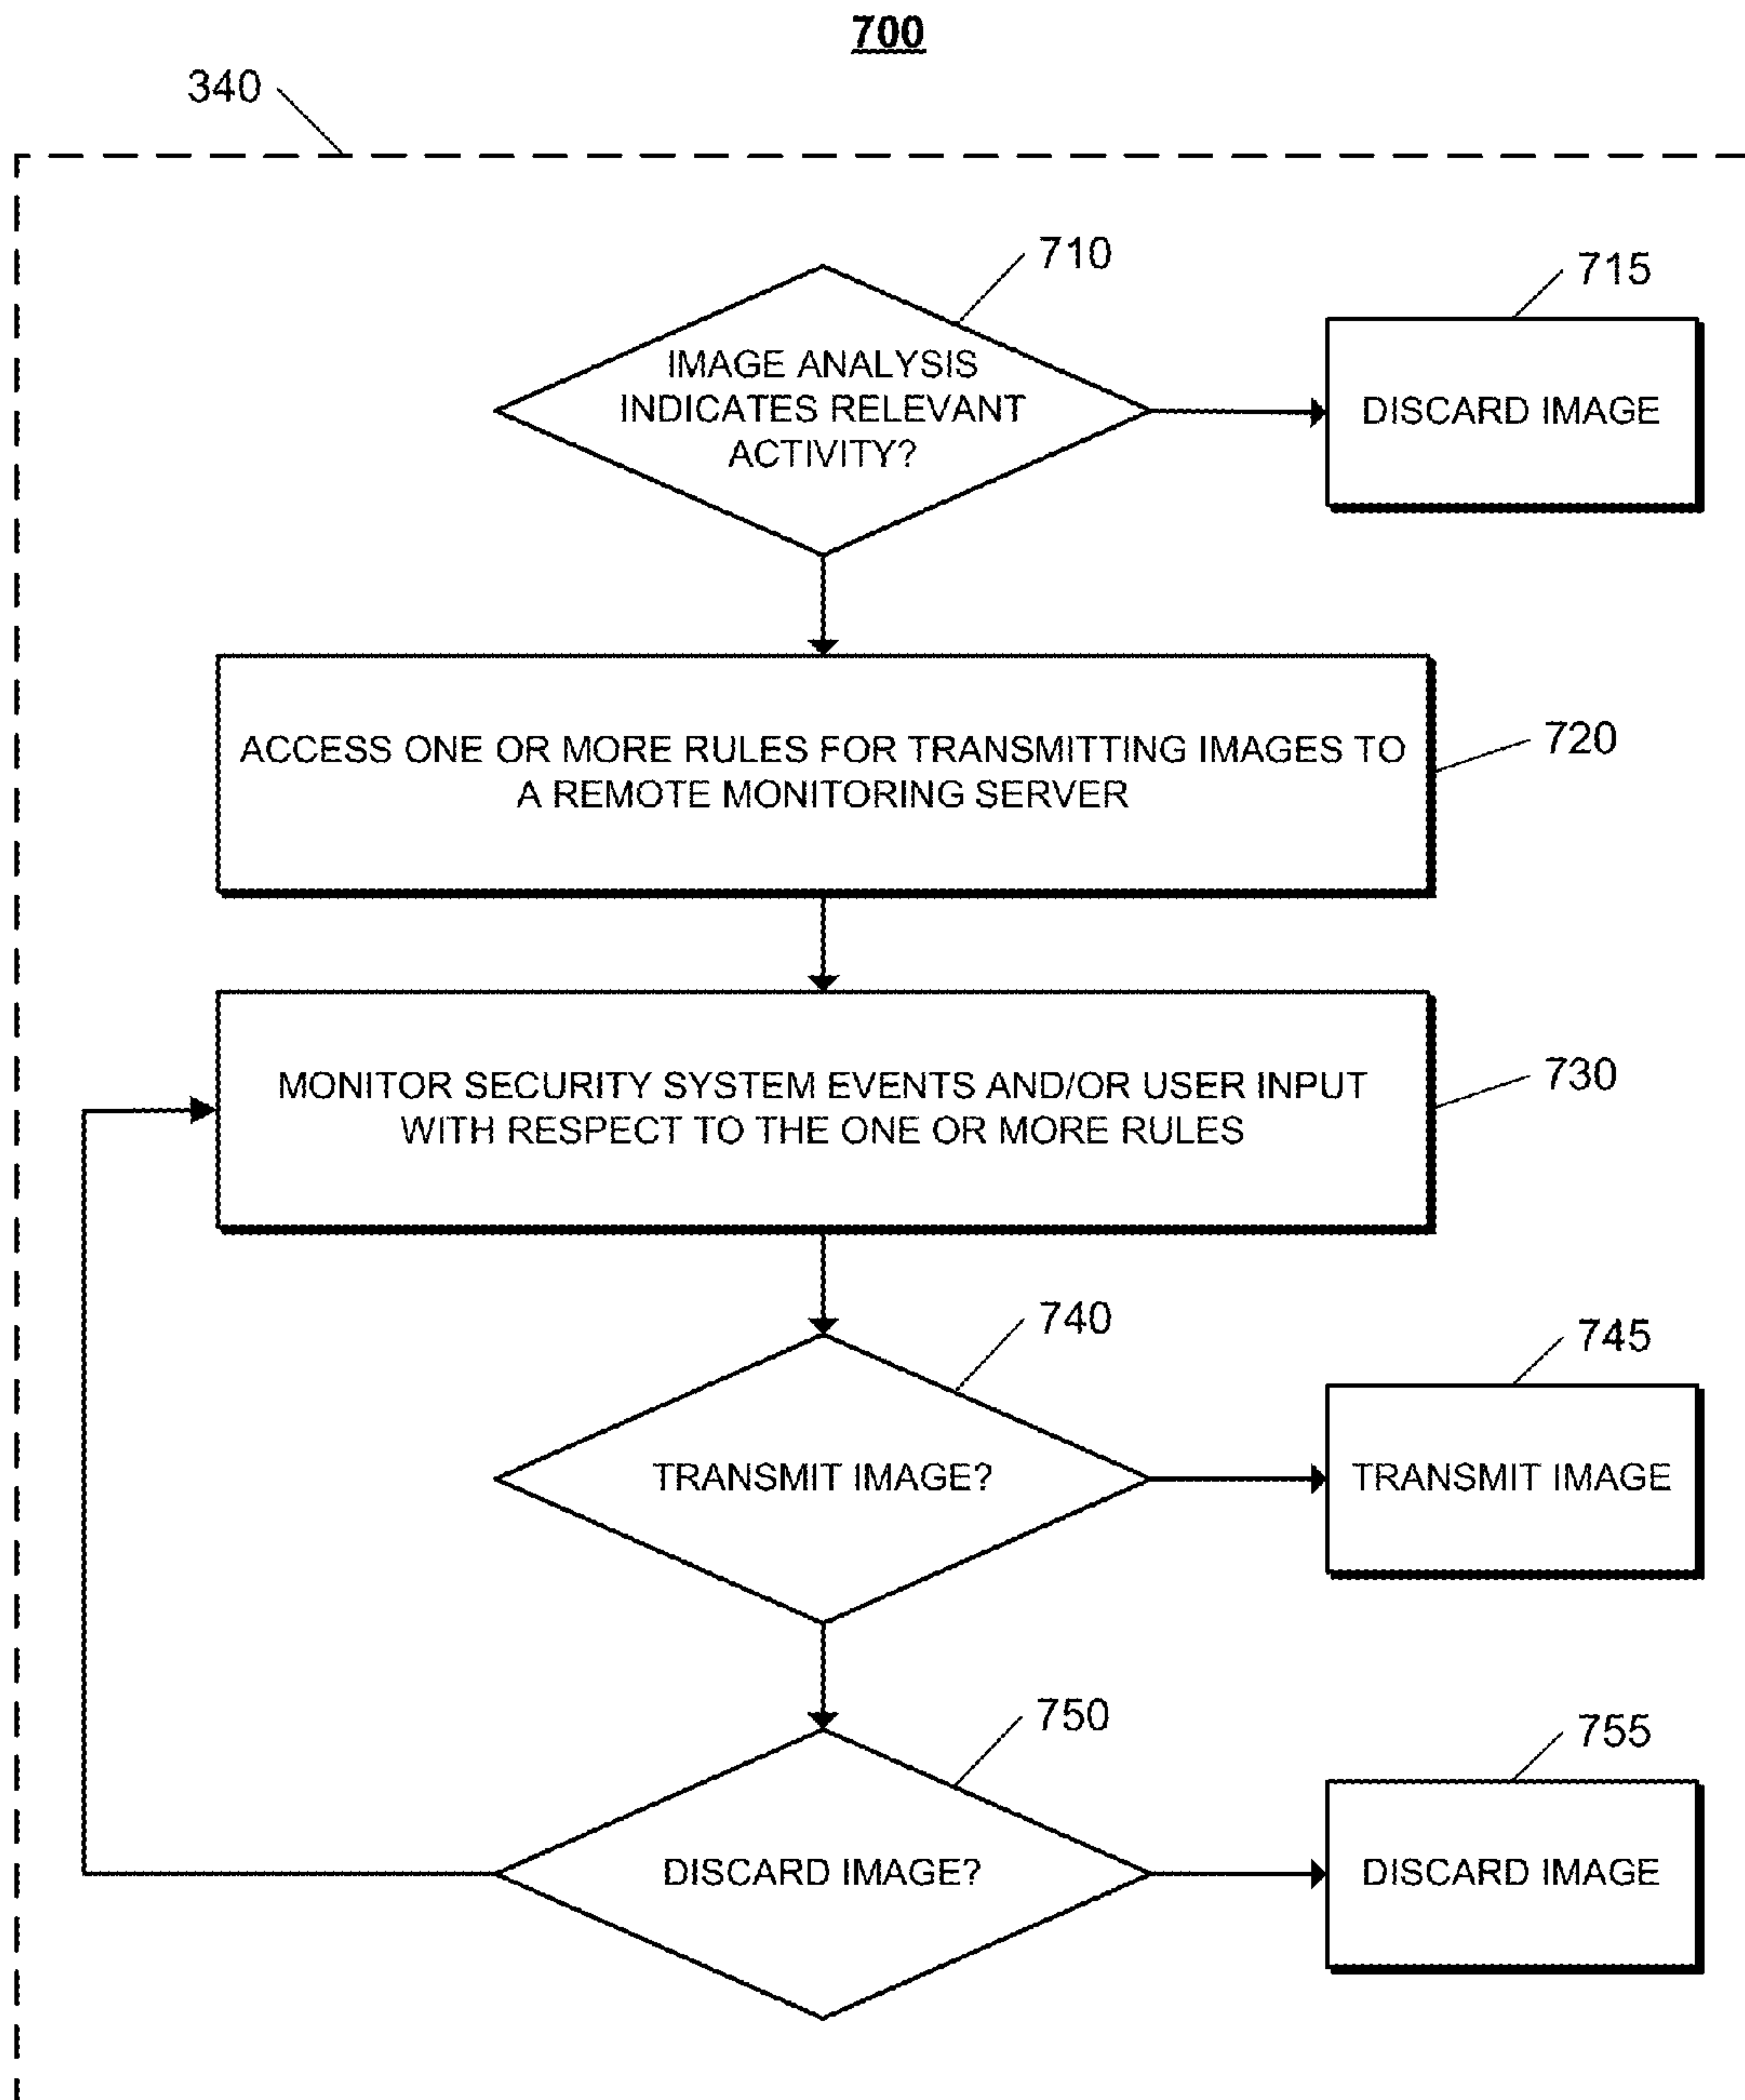 700
340
710
715
IMAGE ANALYSIS
INDICATES RELEVANT
ACTIVITY?
DISCARD IMAGE
720
ACCESS ONE OR MORE RULES FOR TRANSMITTING IMAGES TO
A REMOTE MONITORING SERVER
730
MONITOR SECURITY SYSTEM EVENTS AND/OR USER INPUT
WITH RESPECT TO THE ONE OR MORE RULES
740
745
TRANSMIT IMAGE?
TRANSMIT IMAGE
750
755
DISCARD IMAGE?
DISCARD IMAGE